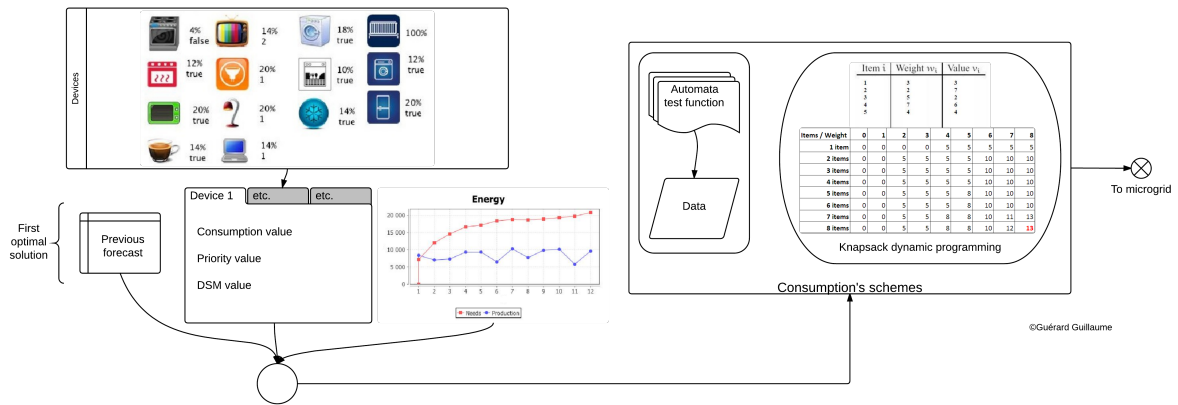 Devices
4%
false
14%
2
18%
true
100%
12%
true
20%
1
10%
true
12%
true
20%
true
20%
1
14%
true
20%
true
14%
true
14%
1
First
optimal
solution
Previous
forecast
Device 1
etc.
etc.
Consumption value
Priority value
DSM value
Energy
20 000
15 000
10 000
5 000
0
1 2 3 4 5 6 7 8 9 10 11 12
Needs Production
Automata
test function
Data
Item i Weight wi Value vi
1 3 3
2 2 7
3 5 2
4 7 6
5 4 4
Items / Weight 0 1 2 3 4 5 6 7 8
1 item 0 0 0 0 5 5 5 5 5
2 items 0 0 5 5 5 5 10 10 10
3 items 0 0 5 5 5 5 10 10 10
4 items 0 0 5 5 5 5 10 10 10
5 items 0 0 5 5 5 8 10 10 10
6 items 0 0 5 5 5 8 10 10 10
7 items 0 0 5 5 8 8 10 11 13
8 items 0 0 5 5 8 8 10 12 13
Knapsack dynamic programming
Consumption's schemes
To microgrid
©Guérard Guillaume